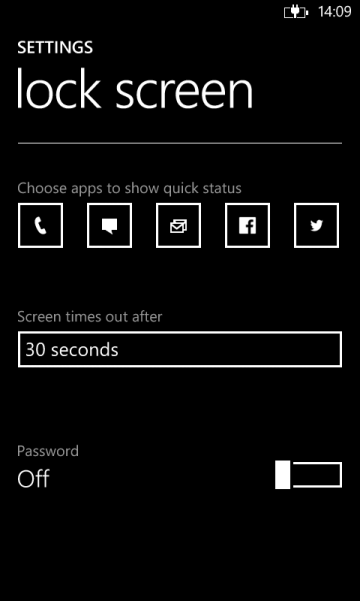 14:09
SETTINGS
lock screen
Choose apps to show quick status
Screen times out after
30 seconds
Password
Off